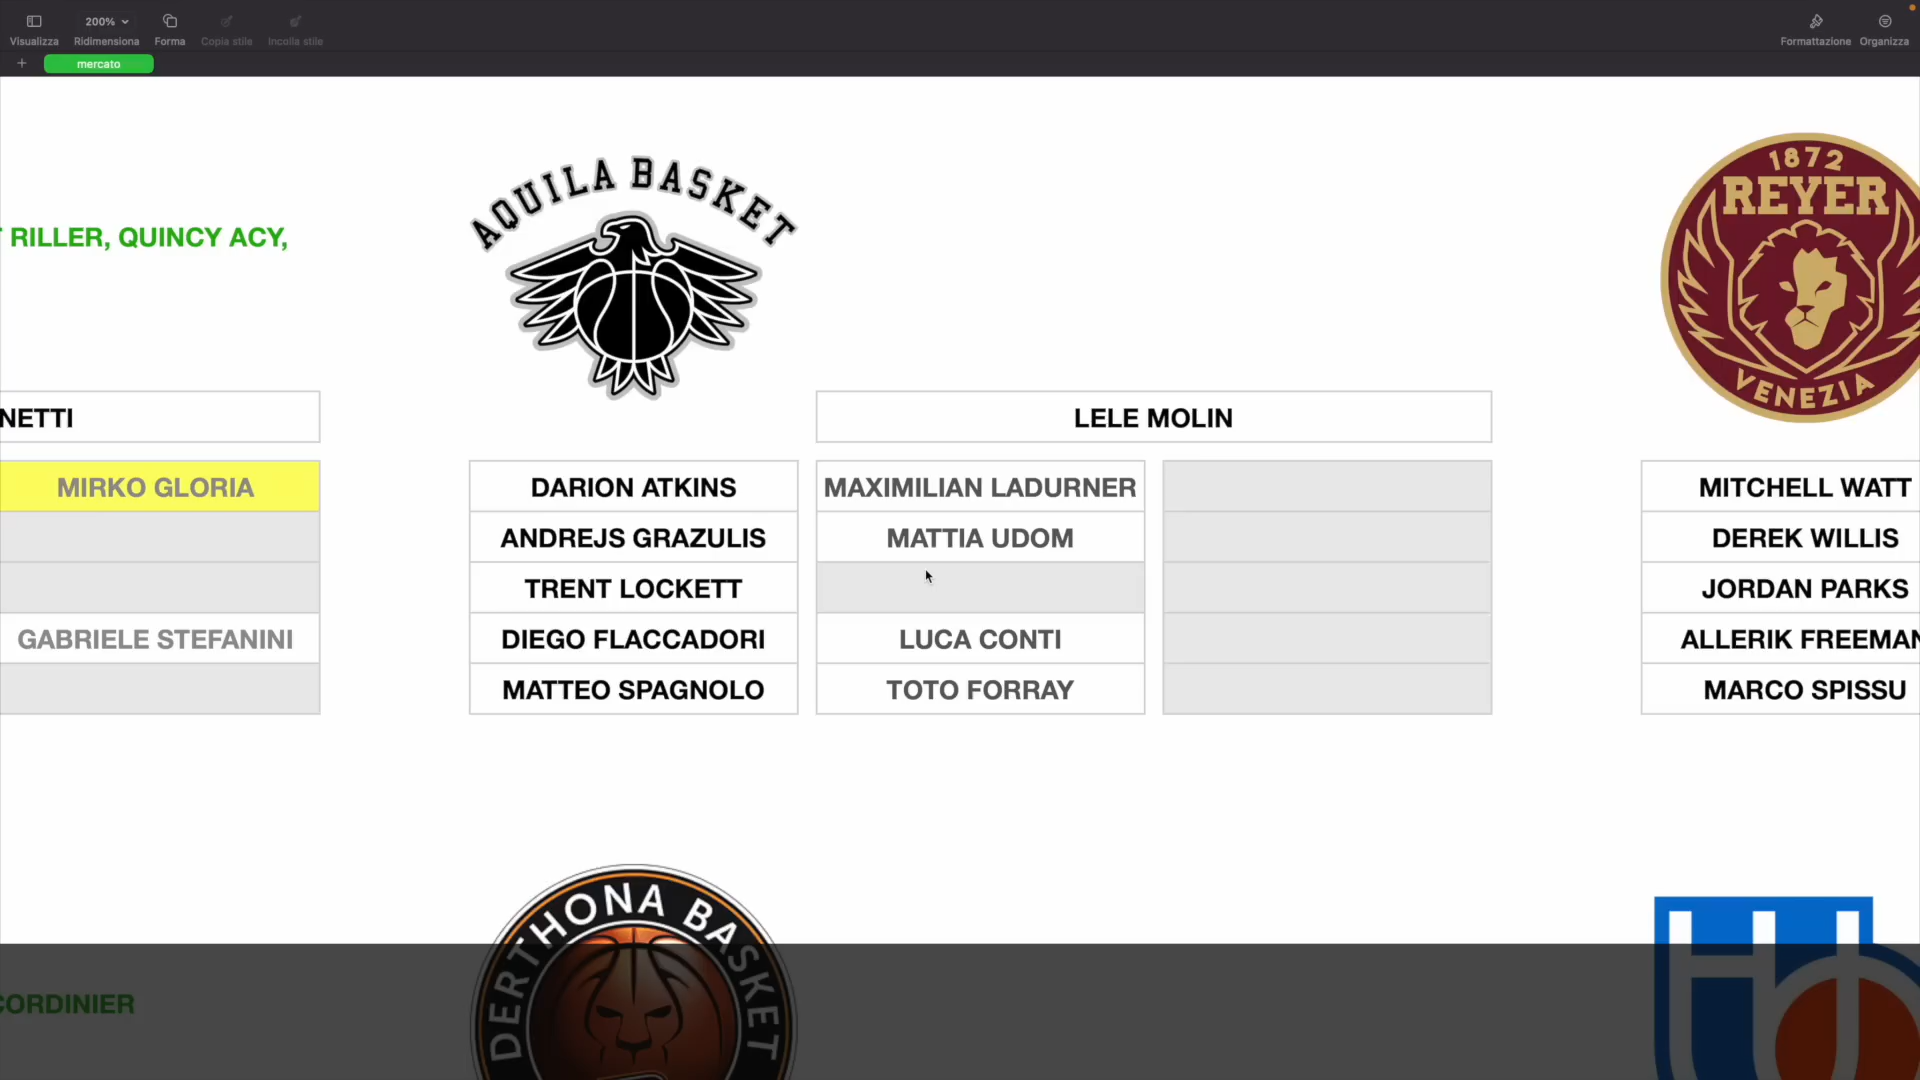 200%
Visualizza
Ridimensiona
Forma
Copia stile
Incolla stile
Formattazione
Organizza
+
mercato
RILLER, QUINCY ACY,
AQUILA BASKET
1872
REYER
VENEZIA
NETTI
LELE MOLIN
MIRKO GLORIA
GABRIELE STEFANINI
DARION ATKINS
MAXIMILIAN LADURNER
ANDREJS GRAZULIS
MATTIA UDOM
TRENT LOCKETT
DIEGO FLACCADORI
LUCA CONTI
MATTEO SPAGNOLO
TOTO FORRAY
MITCHELL WATT
DEREK WILLIS
JORDAN PARKS
ALLERIK FREEMAN
MARCO SPISSU
DERTHONA BASKET
CORDINIER